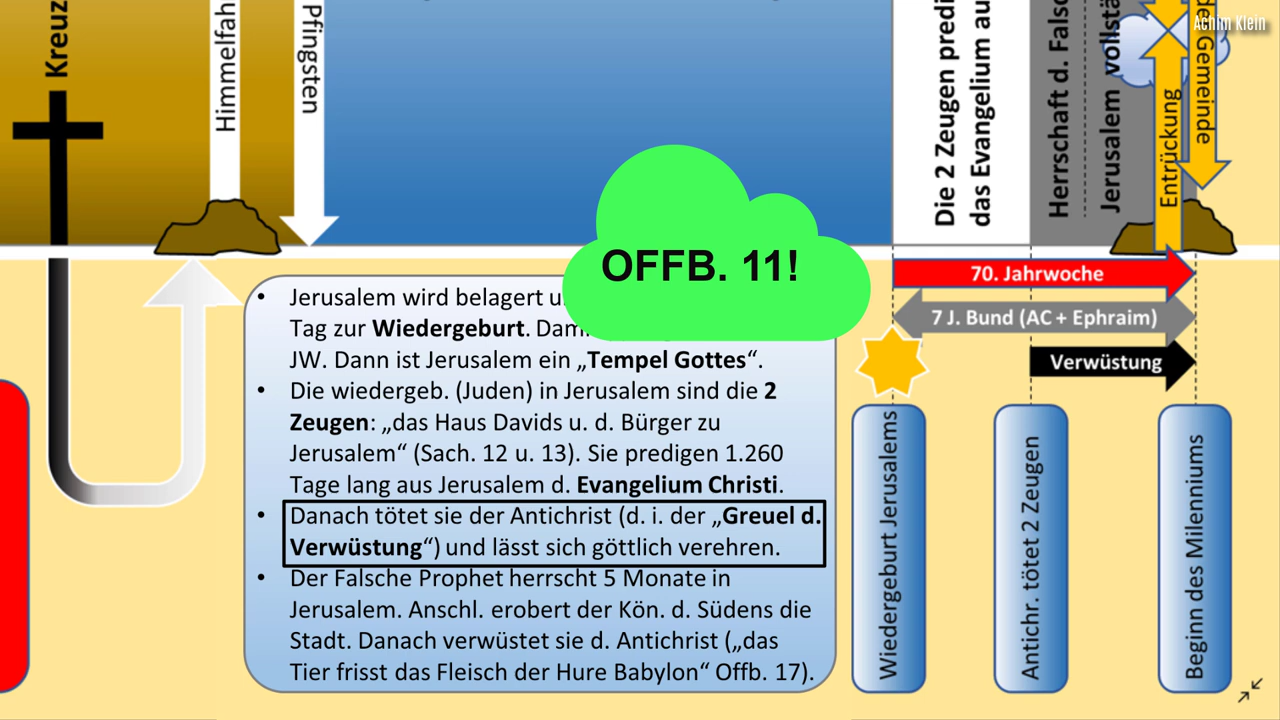 Achim Klein
Kreuz
Himmelfah
Pfingsten
Die 2 Zeugen predi
das Evangelium au
Herrschaft d. Falsc
Jerusalem vollstä
Entrückung
Gemeinde
OFFB. 11!
70. Jahrwoche
7 J. Bund (AC + Ephraim)
Verwüstung
• Jerusalem wird belagert
Tag zur Wiedergeburt.
JW. Dann ist Jerusalem ein „Tempel Gottes“.
• Die wiedergeb. (Juden) in Jerusalem sind die 2
Zeugen: „das Haus Davids u. d. Bürger zu
Jerusalem“ (Sach. 12 u. 13). Sie predigen 1.260
Tage lang aus Jerusalem d. Evangelium Christi.
• Danach tötet sie der Antichrist (d. i. der „Greuel d.
Verwüstung“) und lässt sich göttlich verehren.
• Der Falsche Prophet herrscht 5 Monate in
Jerusalem. Anschl. erobert der Kön. d. Südens die
Stadt. Danach verwüstet sie d. Antichrist („das
Tier frisst das Fleisch der Hure Babylon“ Offb. 17).
Wiedergeburt Jerusalems
Antichr. tötet 2 Zeugen
Beginn des Milenniums